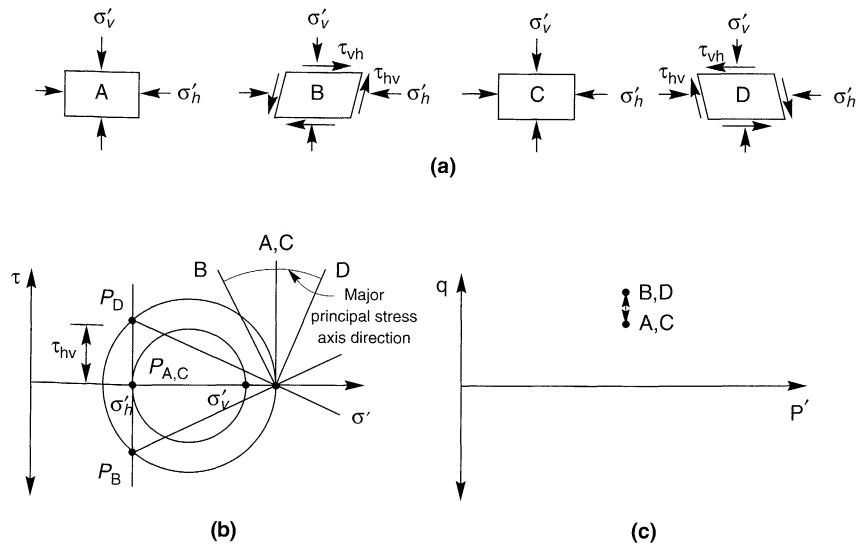 σ′v σ′v σ′v σ′v
τvh τvh
τhv τhv
A σ′h B σ′h C σ′h D σ′h
(a)
A,C
B D
τ
Major
principal stress
axis direction
PD
τhv
PA,C
σ′h σ′v
σ′
PB
(b)
q
B,D
A,C
P′
(c)